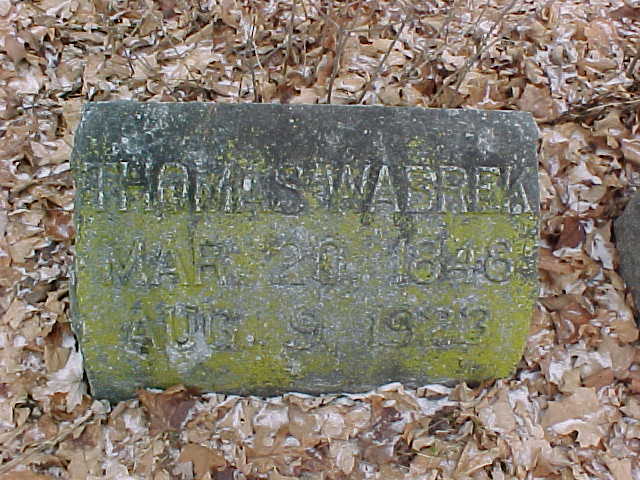 THOMAS WABREK
MAR. 20. 1846
AUG. 9. 1923